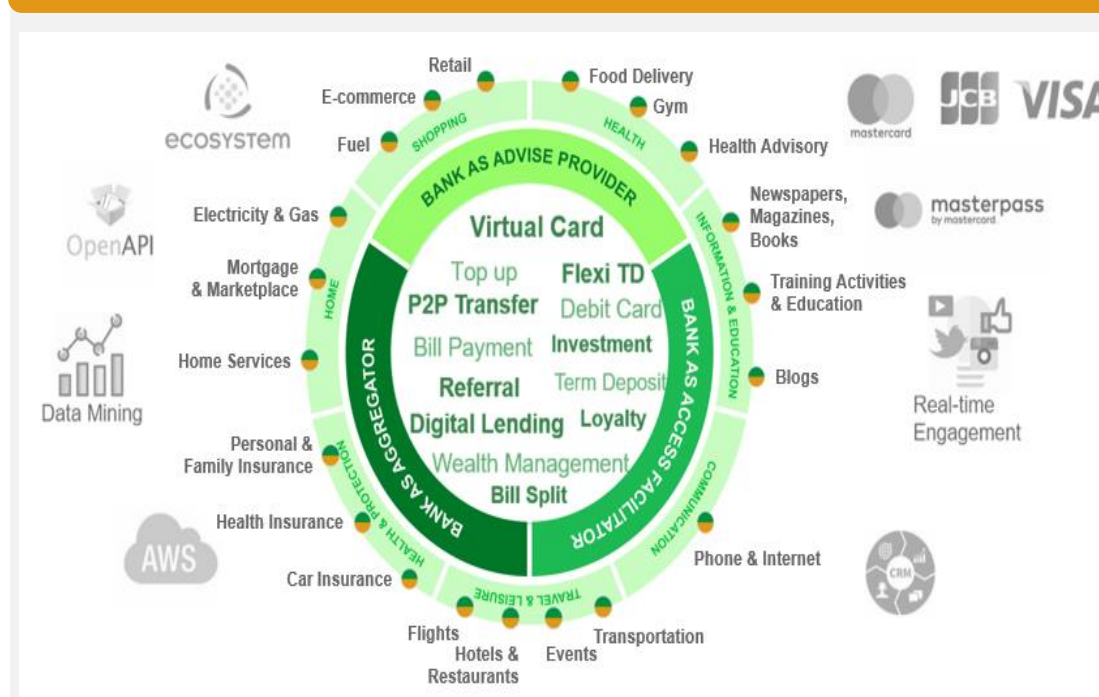 ecosystem
OpenAPI
Data Mining
AWS
Retail
E-commerce
Fuel
Electricity & Gas
Mortgage
& Marketplace
Home Services
Personal &
Family Insurance
Health Insurance
Car Insurance
Flights
Hotels &
Restaurants
Events
Transportation
Phone & Internet
Blogs
Training Activities
& Education
Newspapers,
Magazines,
Books
Health Advisory
Gym
Food Delivery
SHOPPING
HEALTH
INFORMATION & EDUCATION
COMMUNICATION
TRAVEL & LEISURE
HEALTH & PROTECTION
HOME
BANK AS ADVISE PROVIDER
BANK AS ACCESS FACILITATOR
BANK AS AGGREGATOR
Virtual Card
Top up
Flexi TD
P2P Transfer
Debit Card
Bill Payment
Investment
Referral
Term Deposit
Digital Lending
Loyalty
Wealth Management
Bill Split
mastercard
JCB
VISA
masterpass
by mastercard
Real-time
Engagement
CRM